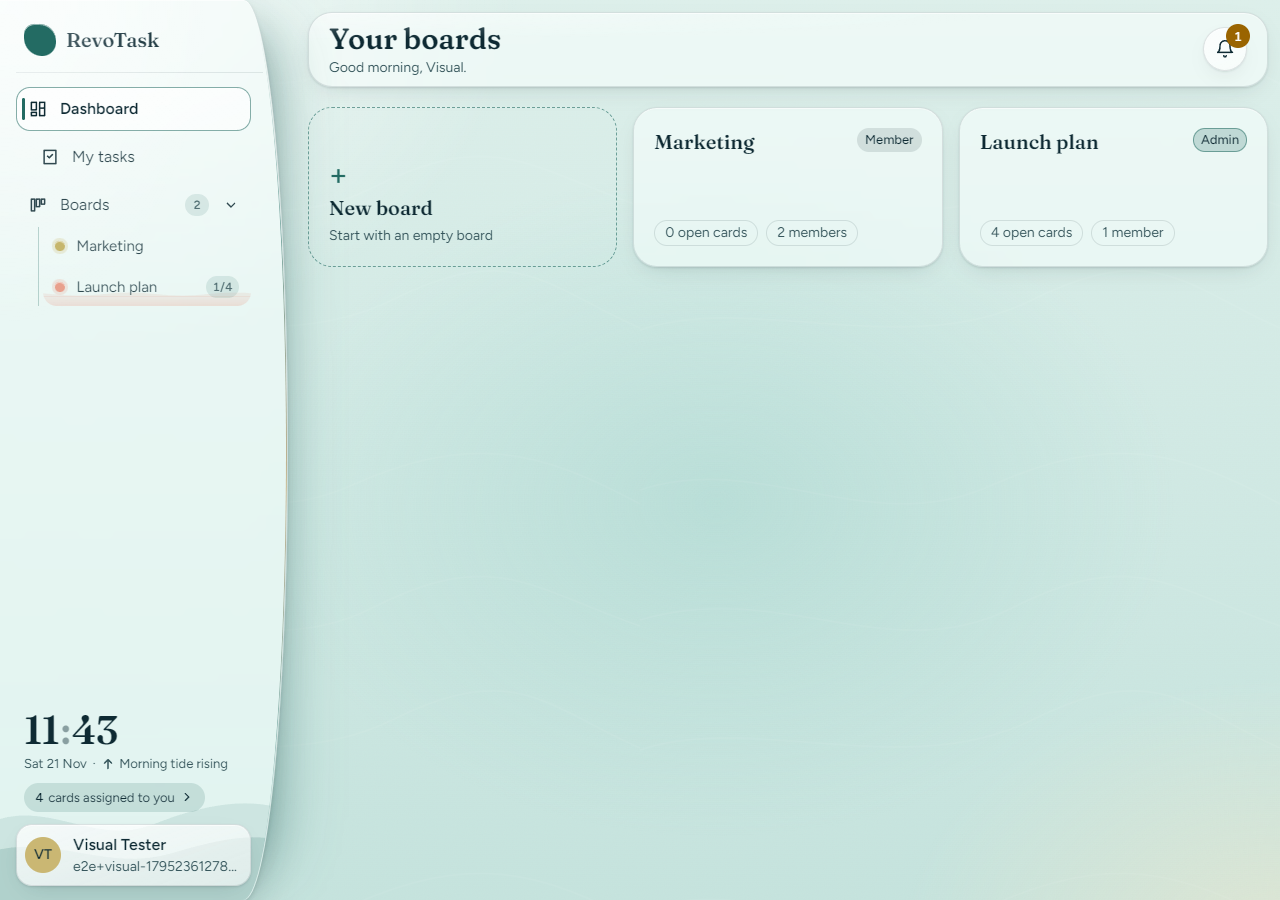 RevoTask
Dashboard
My tasks
Boards 2
Marketing
Launch plan 1/4
11:43
Sat 21 Nov · ↑ Morning tide rising
4 cards assigned to you
VT
Visual Tester
e2e+visual-17952361278...
Your boards
Good morning, Visual.
1
+
New board
Start with an empty board
Marketing Member
0 open cards 2 members
Launch plan Admin
4 open cards 1 member